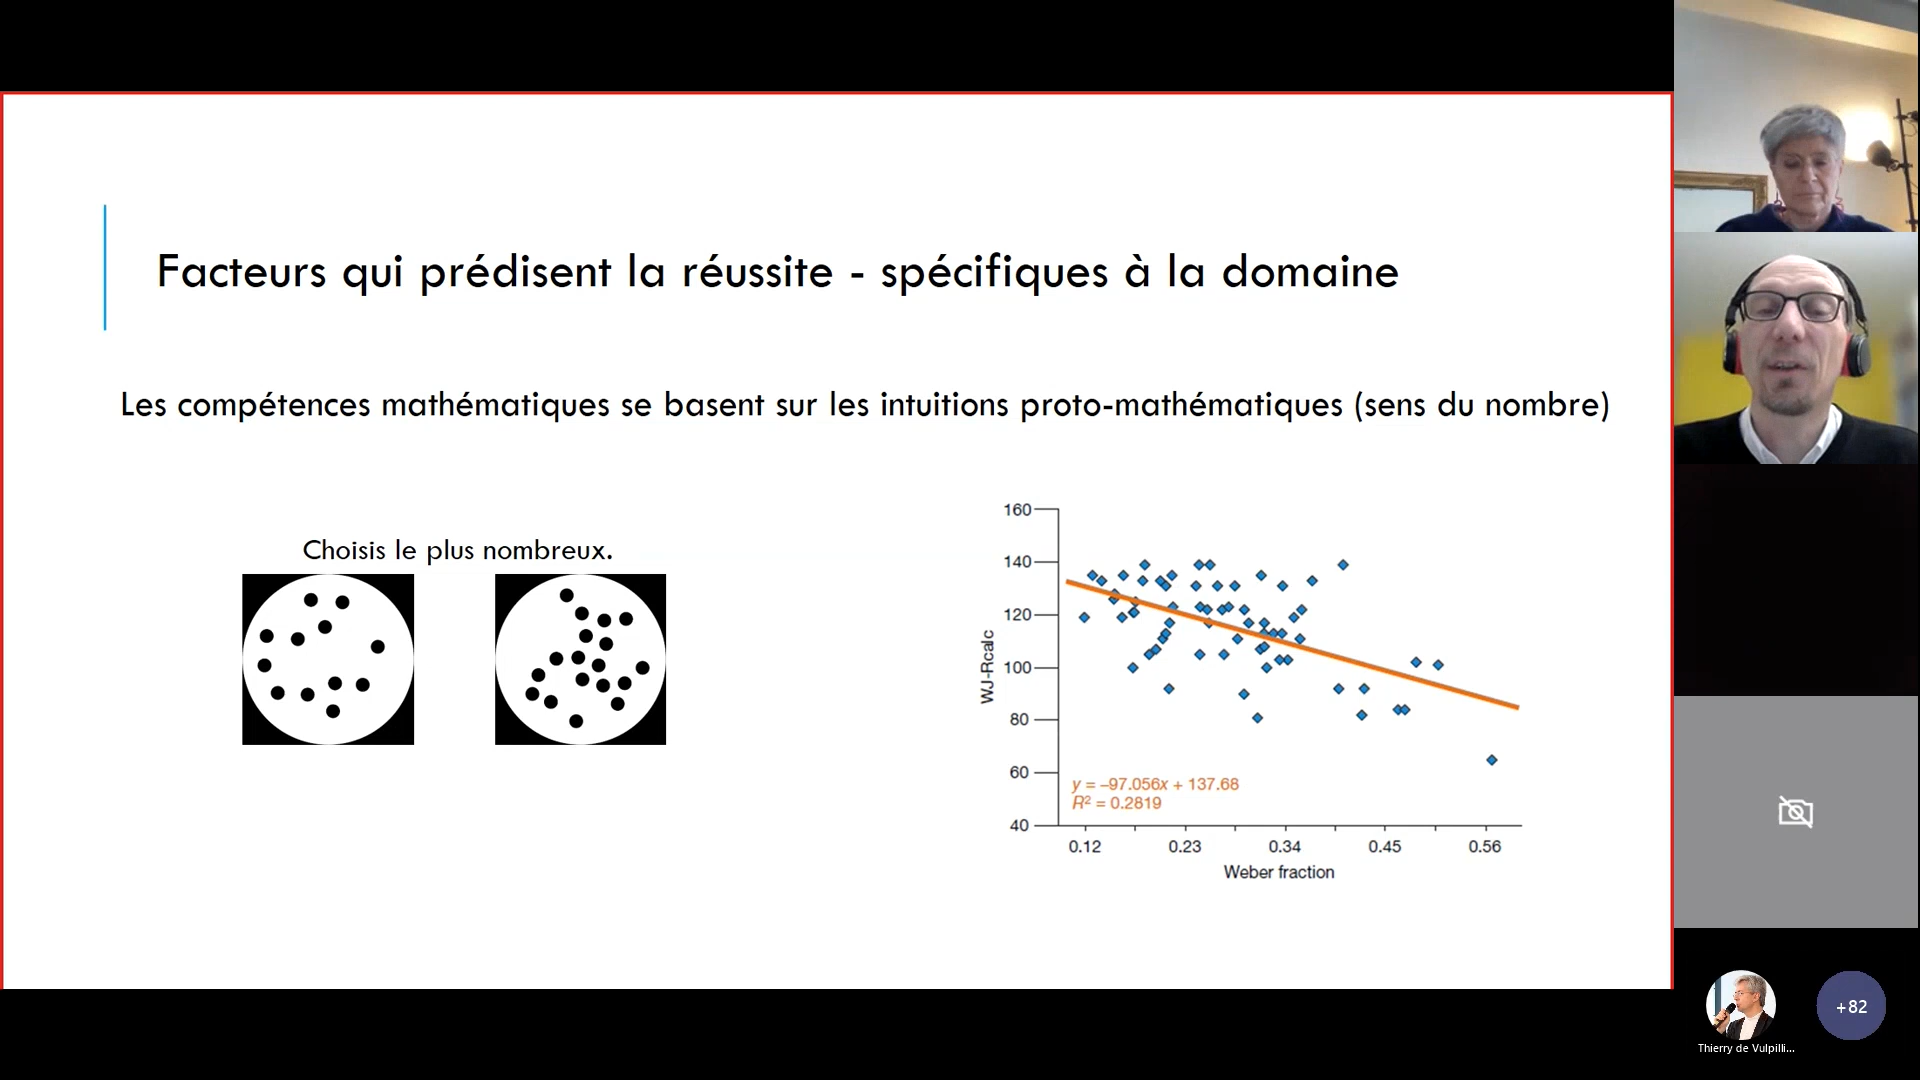 Facteurs qui prédisent la réussite - spécifiques à la domaine
Les compétences mathématiques se basent sur les intuitions proto-mathématiques (sens du nombre)
Choisis le plus nombreux.
160
140
120
100
80
60
40
WJ-Rcalc
y = –97.056x + 137.68
R² = 0.2819
0.12 0.23 0.34 0.45 0.56
Weber fraction
+82
Thierry de Vulpilli...